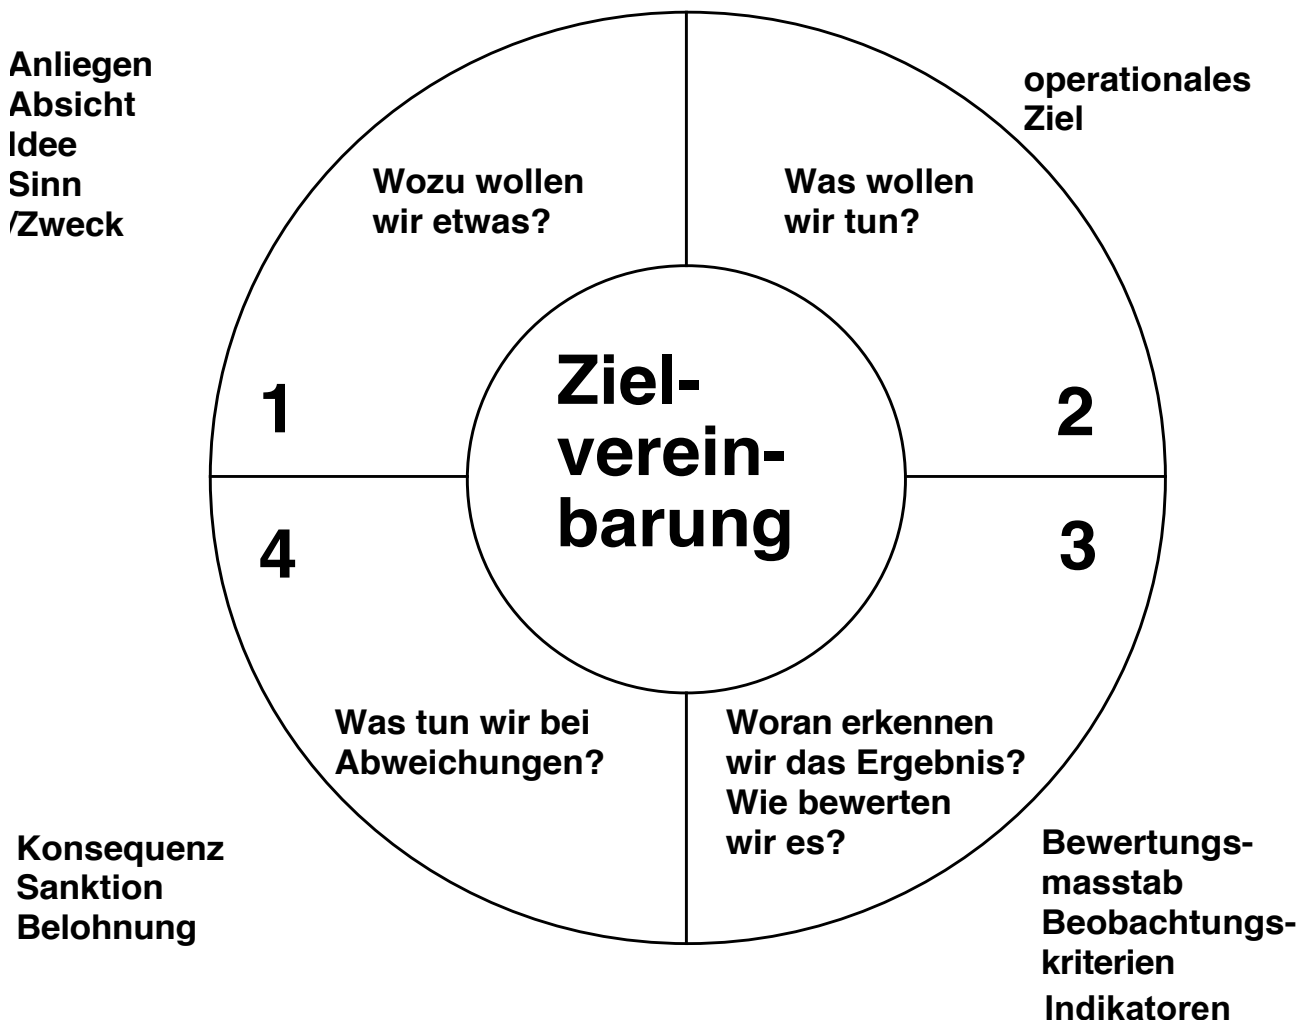 Anliegen
Absicht
Idee
Sinn
/Zweck
operationales
Ziel
Wozu wollen
wir etwas?
Was wollen
wir tun?
1
2
Ziel-
verein-
barung
4
3
Was tun wir bei
Abweichungen?
Woran erkennen
wir das Ergebnis?
Wie bewerten
wir es?
Konsequenz
Sanktion
Belohnung
Bewertungs-
masstab
Beobachtungs-
kriterien
Indikatoren